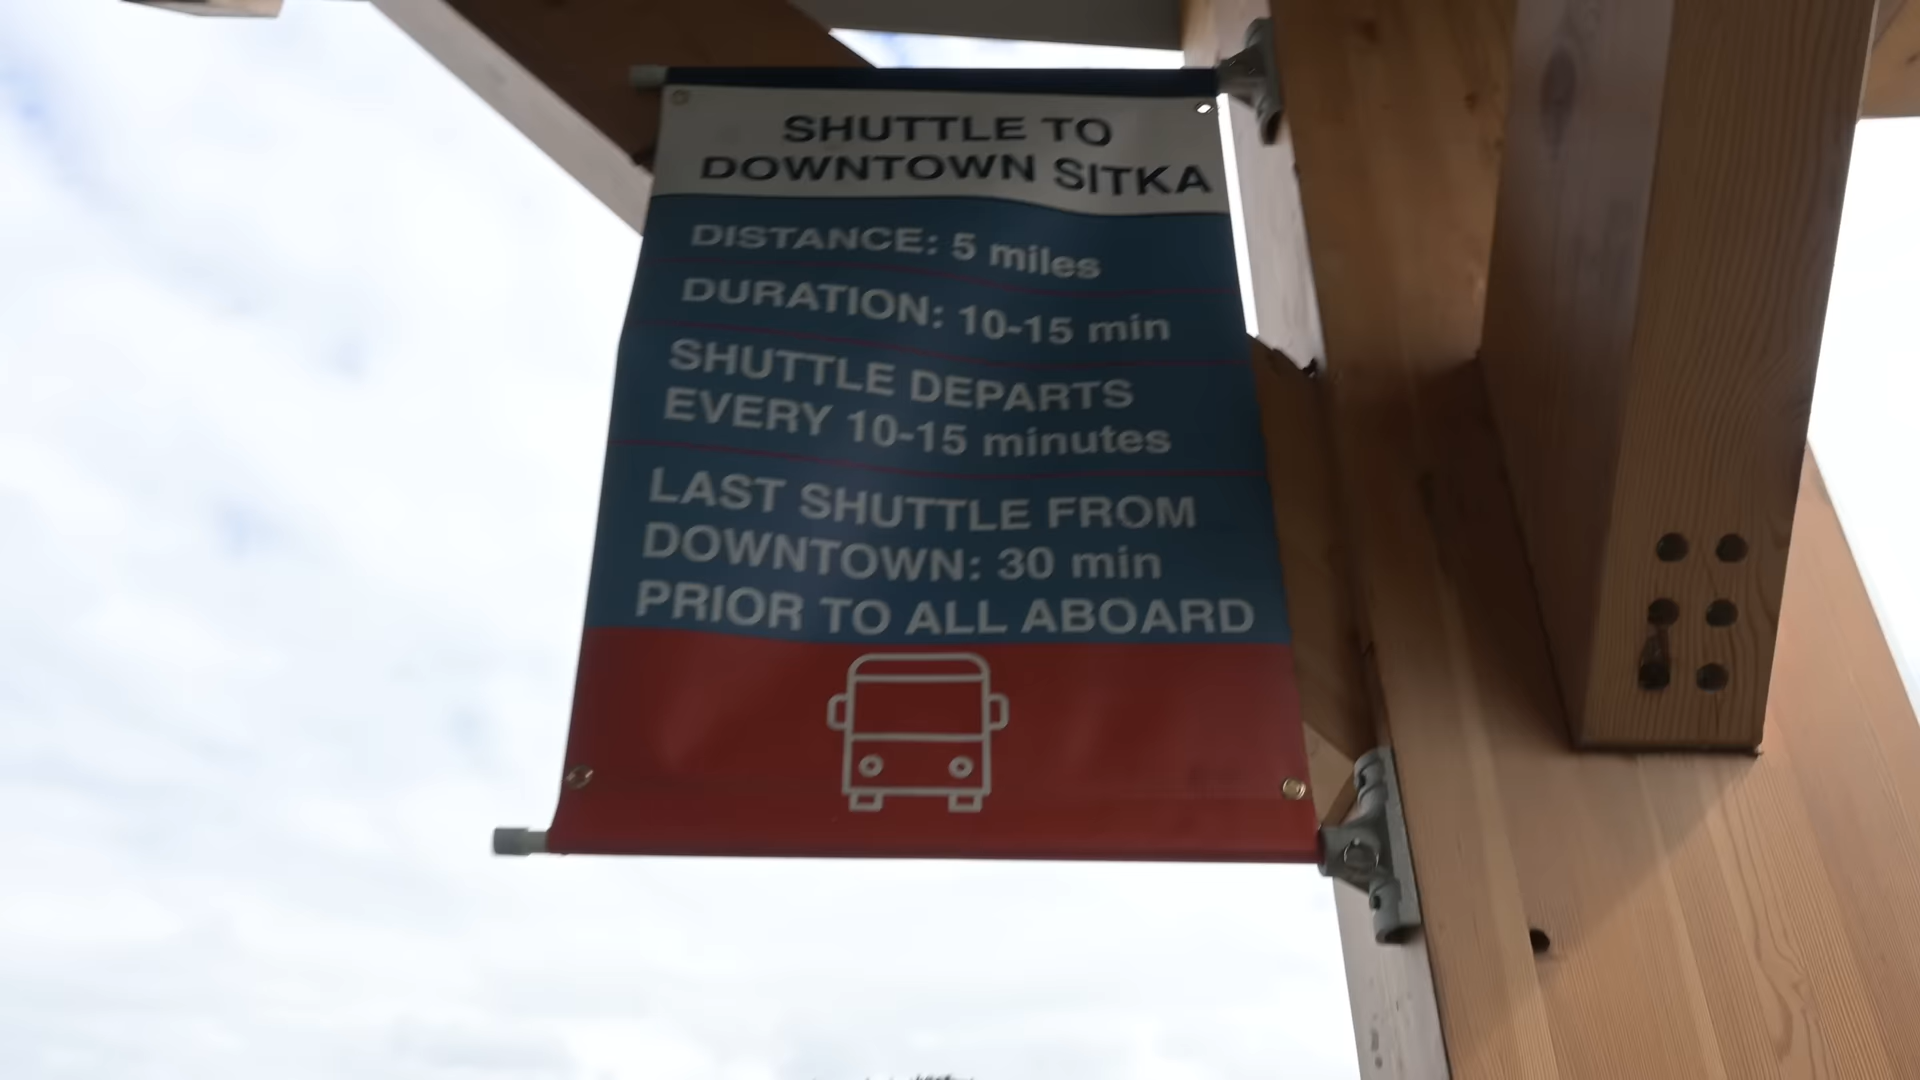 SHUTTLE TO
DOWNTOWN SITKA
DISTANCE: 5 miles
DURATION: 10-15 min
SHUTTLE DEPARTS
EVERY 10-15 minutes
LAST SHUTTLE FROM
DOWNTOWN: 30 min
PRIOR TO ALL ABOARD